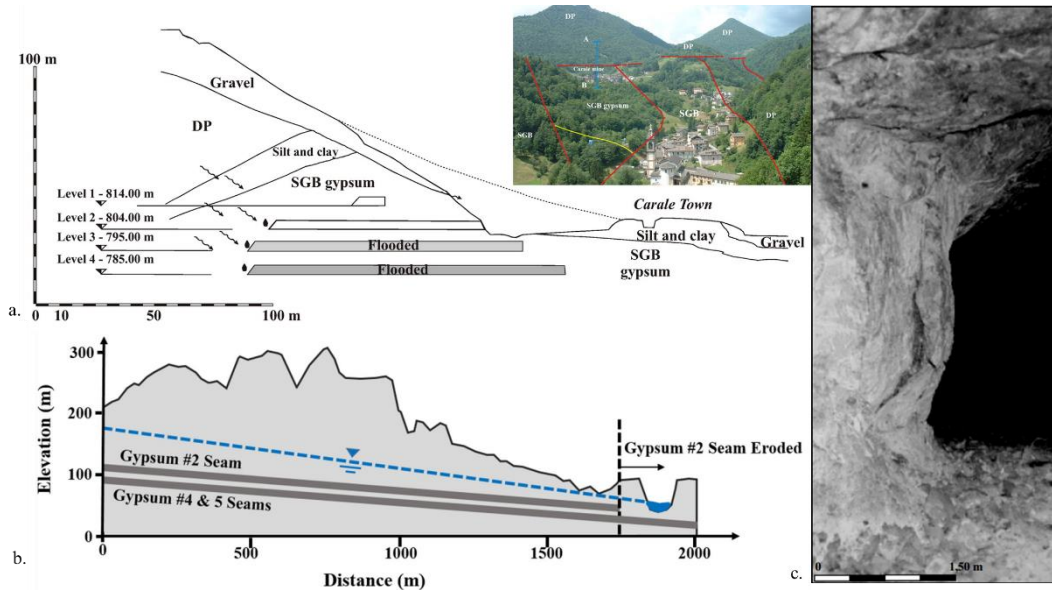 a.
100 m
Gravel
DP
Silt and clay
SGB gypsum
Level 1 - 814.00 m
Level 2 - 804.00 m
Level 3 - 795.00 m
Level 4 - 785.00 m
Flooded
Flooded
0 10 50 100 m
Carale Town
Silt and clay
Gravel
SGB
gypsum
DP
DP
A
DP
Carale mine
B
SGB gypsum
SGB
SGB
DP
b.
Elevation (m)
300
200
100
0
Gypsum #2 Seam
Gypsum #4 & 5 Seams
Gypsum #2 Seam Eroded
0 500 1000 1500 2000
Distance (m)
c.
0 1.50 m